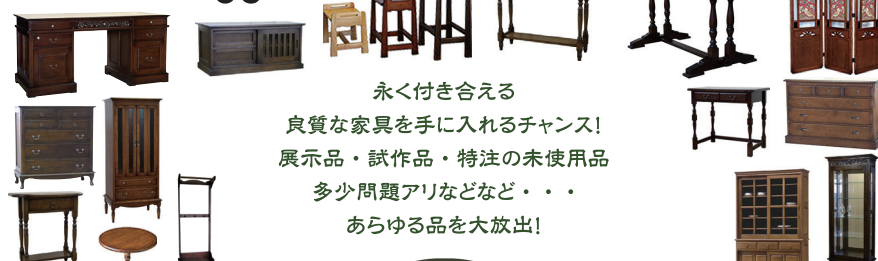 永く付き合える
良質な家具を手に入れるチャンス!
展示品・試作品・特注の未使用品
多少問題アリなどなど・・・
あらゆる品を大放出!